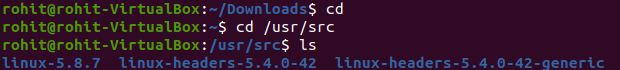 rohit@rohit-VirtualBox:~/Downloads$ cd
rohit@rohit-VirtualBox:~$ cd /usr/src
rohit@rohit-VirtualBox:/usr/src$ ls
linux-5.8.7  linux-headers-5.4.0-42  linux-headers-5.4.0-42-generic